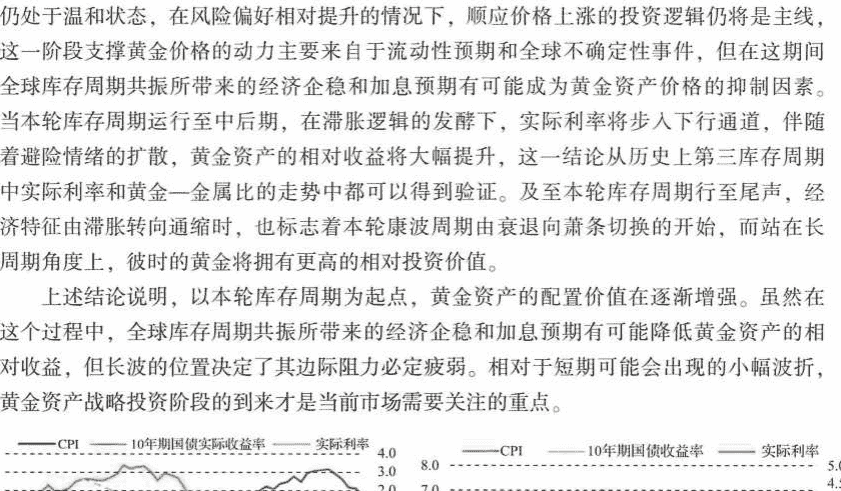 仍处于温和状态，在风险偏好相对提升的情况下，顺应价格上涨的投资逻辑仍将是主线，
这一阶段支撑黄金价格的动力主要来自于流动性预期和全球不确定性事件，但在这期间
全球库存周期共振所带来的经济企稳和加息预期有可能成为黄金资产价格的抑制因素。
当本轮库存周期运行至中后期，在滞胀逻辑的发酵下，实际利率将步入下行通道，伴随
着避险情绪的扩散，黄金资产的相对收益将大幅提升，这一结论从历史上第三库存周期
中实际利率和黄金—金属比的走势中都可以得到验证。及至本轮库存周期行至尾声，经
济特征由滞胀转向通缩时，也标志着本轮康波周期由衰退向萧条切换的开始，而站在长
周期角度上，彼时的黄金将拥有更高的相对投资价值。
上述结论说明，以本轮库存周期为起点，黄金资产的配置价值在逐渐增强。虽然在
这个过程中，全球库存周期共振所带来的经济企稳和加息预期有可能降低黄金资产的相
对收益，但长波的位置决定了其边际阻力必定疲弱。相对于短期可能会出现的小幅波折，
黄金资产战略投资阶段的到来才是当前市场需要关注的重点。
CPI 10年期国债实际收益率 实际利率
4.0
3.0
2.0
CPI 10年期国债收益率 实际利率
8.0
7.0
5.0
4.5